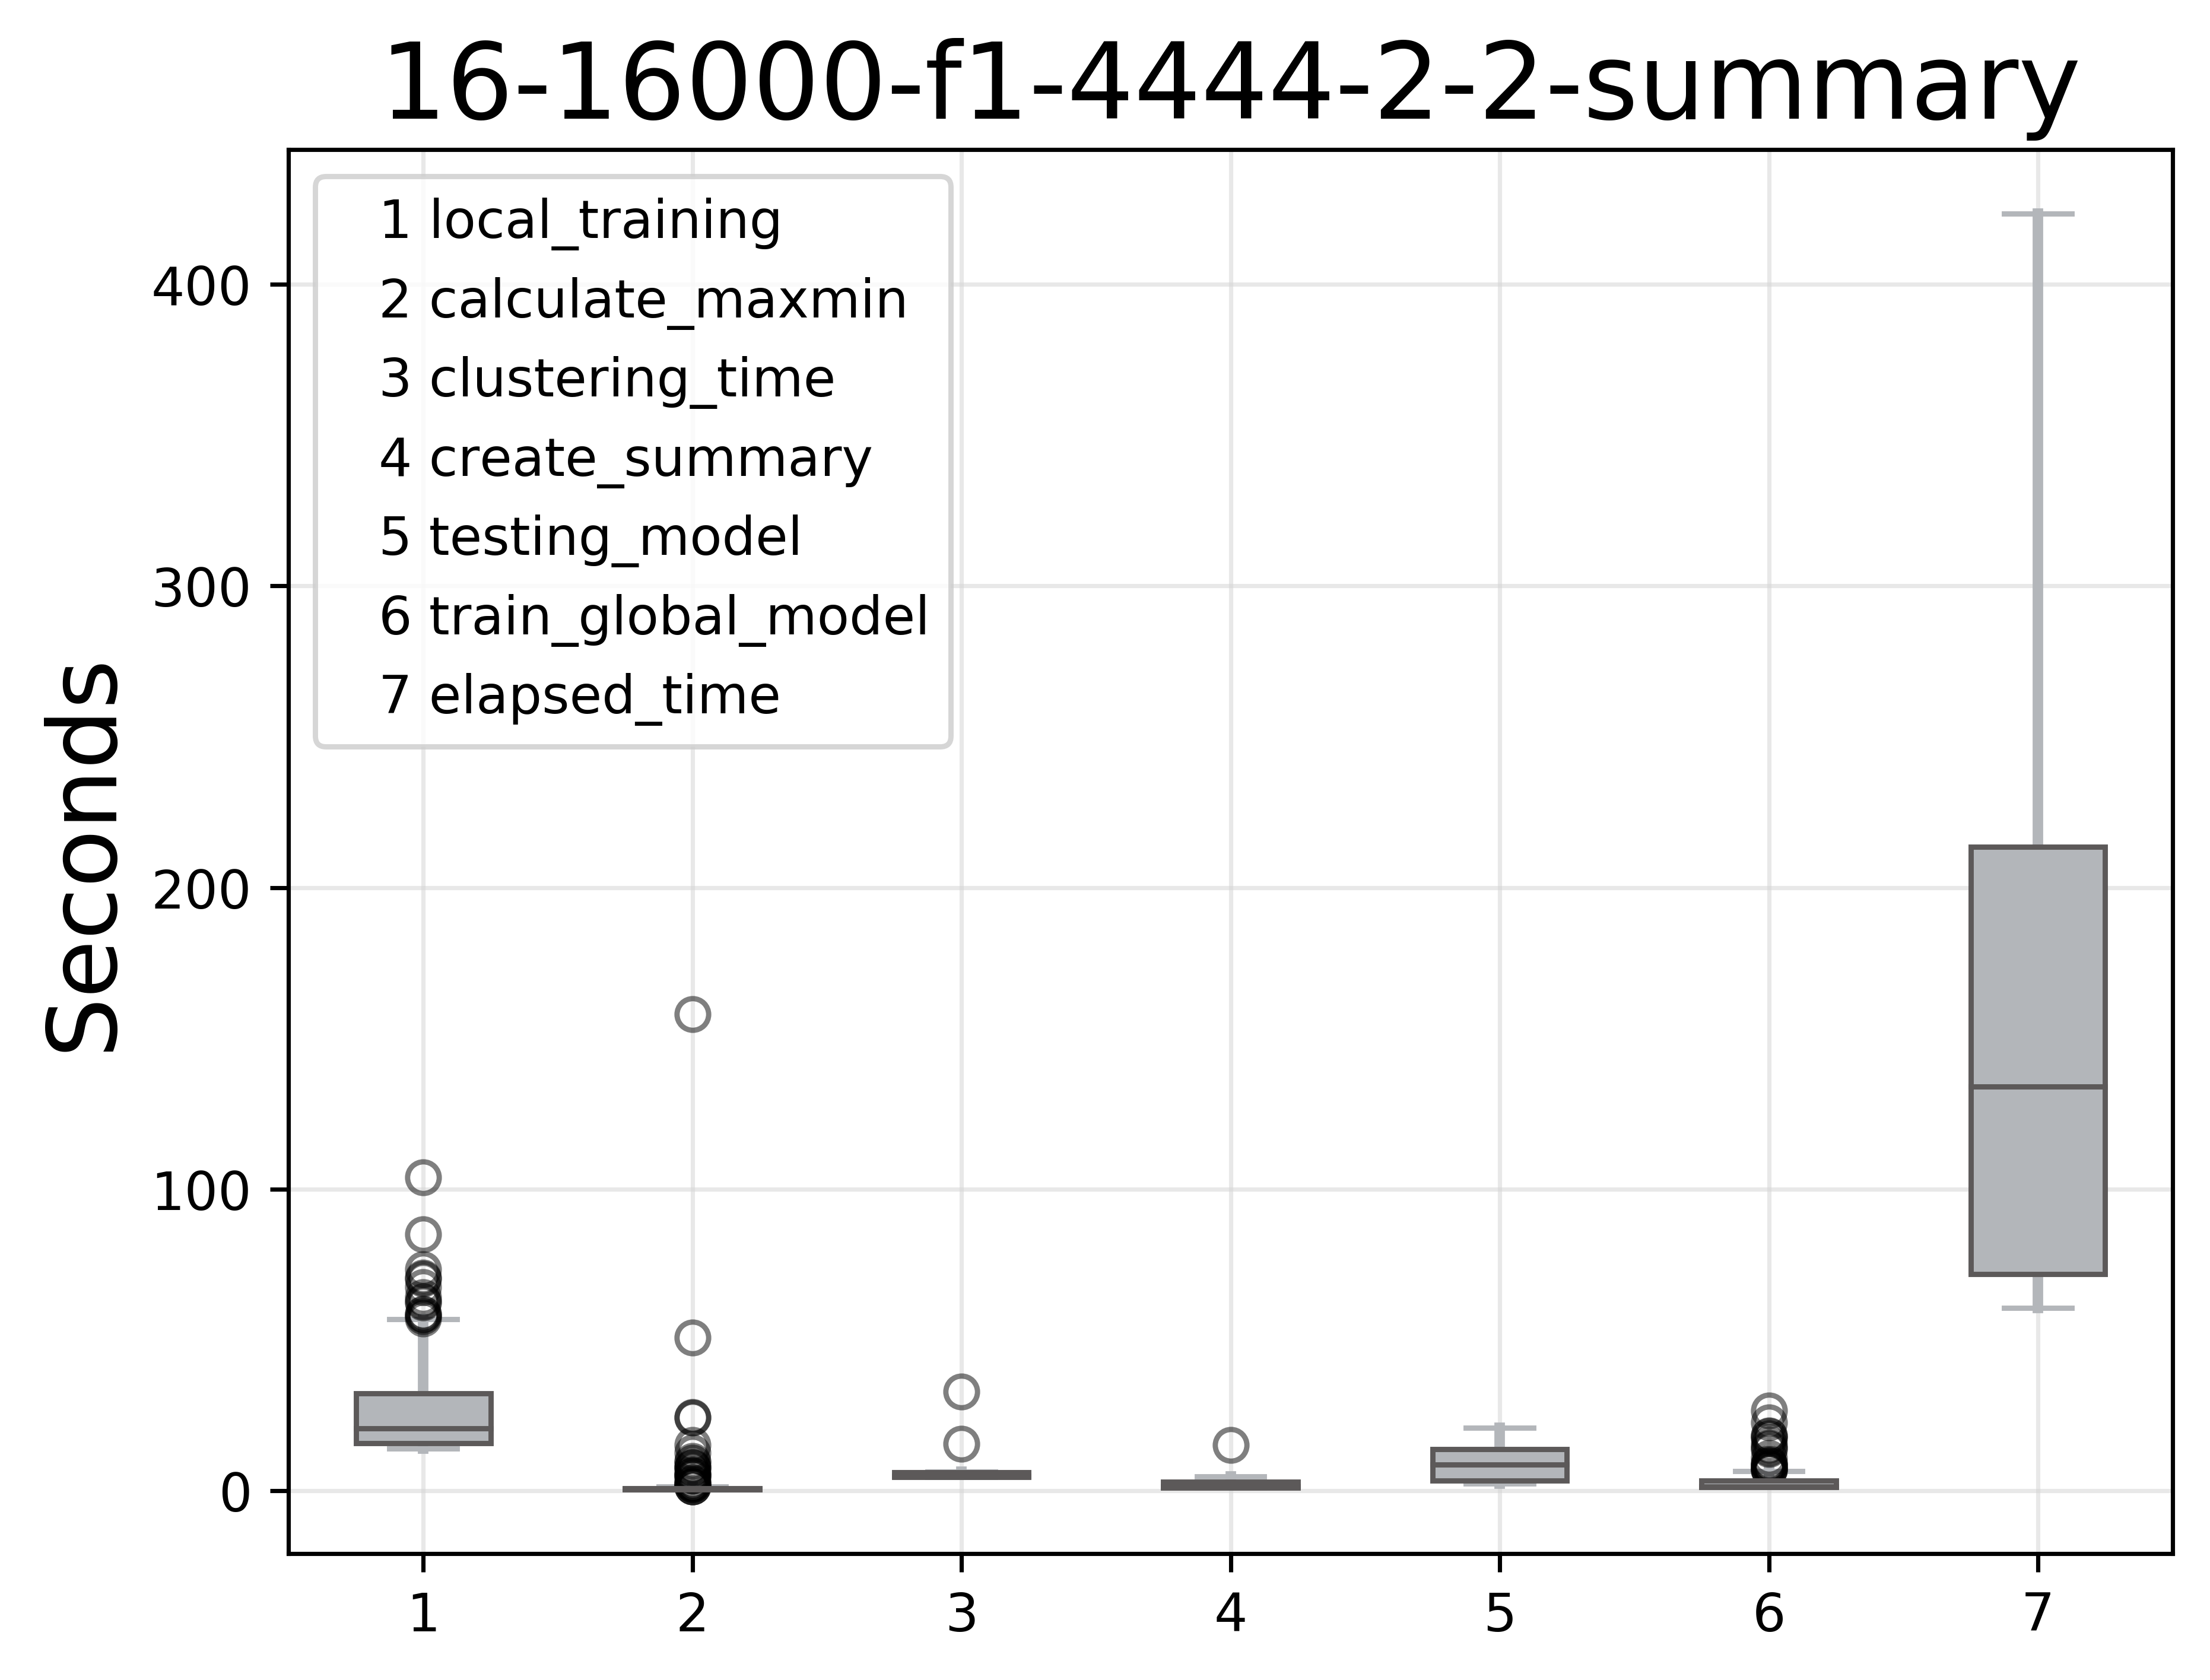 16-16000-f1-4444-2-2-summary
1 local_training
2 calculate_maxmin
3 clustering_time
4 create_summary
5 testing_model
6 train_global_model
7 elapsed_time
Seconds
400
300
200
100
0
1 2 3 4 5 6 7